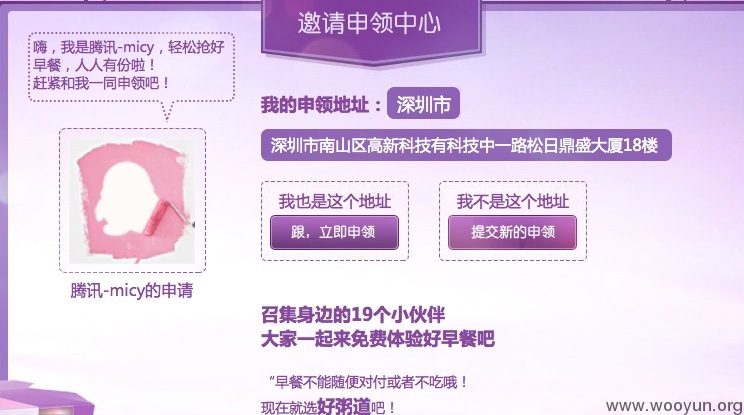 邀请申领中心
嗨，我是腾讯-micy，轻松抢好
早餐，人人有份啦！
赶紧和我一同申领吧！
我的申领地址： 深圳市
深圳市南山区高新科技有科技中一路松日鼎盛大厦18楼
我也是这个地址
跟，立即申领
我不是这个地址
提交新的申领
腾讯-micy的申请
召集身边的19个小伙伴
大家一起来免费体验好早餐吧
“早餐不能随便对付或者不吃哦！
现在就选好粥道吧！
www.wooyun.org